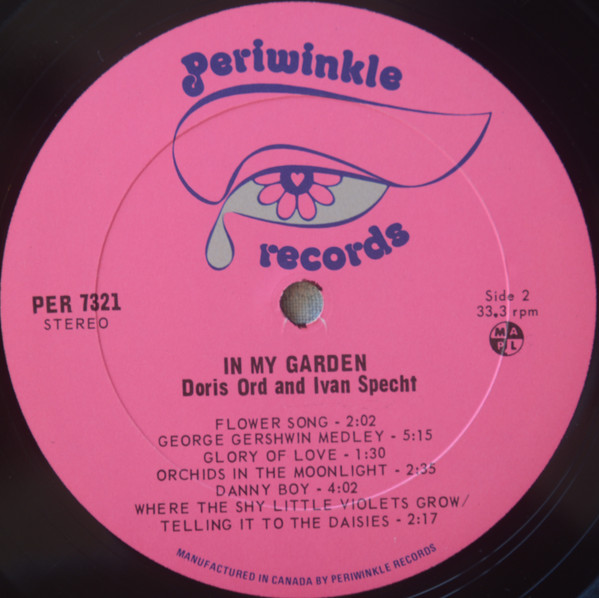 Periwinkle
records
PER 7321
STEREO
Side 2
33.3 rpm
M A
P L
IN MY GARDEN
Doris Ord and Ivan Specht
FLOWER SONG - 2:02
GEORGE GERSHWIN MEDLEY - 5:15
GLORY OF LOVE - 1:30
ORCHIDS IN THE MOONLIGHT - 2:35
DANNY BOY - 4:02
WHERE THE SHY LITTLE VIOLETS GROW/
TELLING IT TO THE DAISIES - 2:17
MANUFACTURED IN CANADA BY PERIWINKLE RECORDS